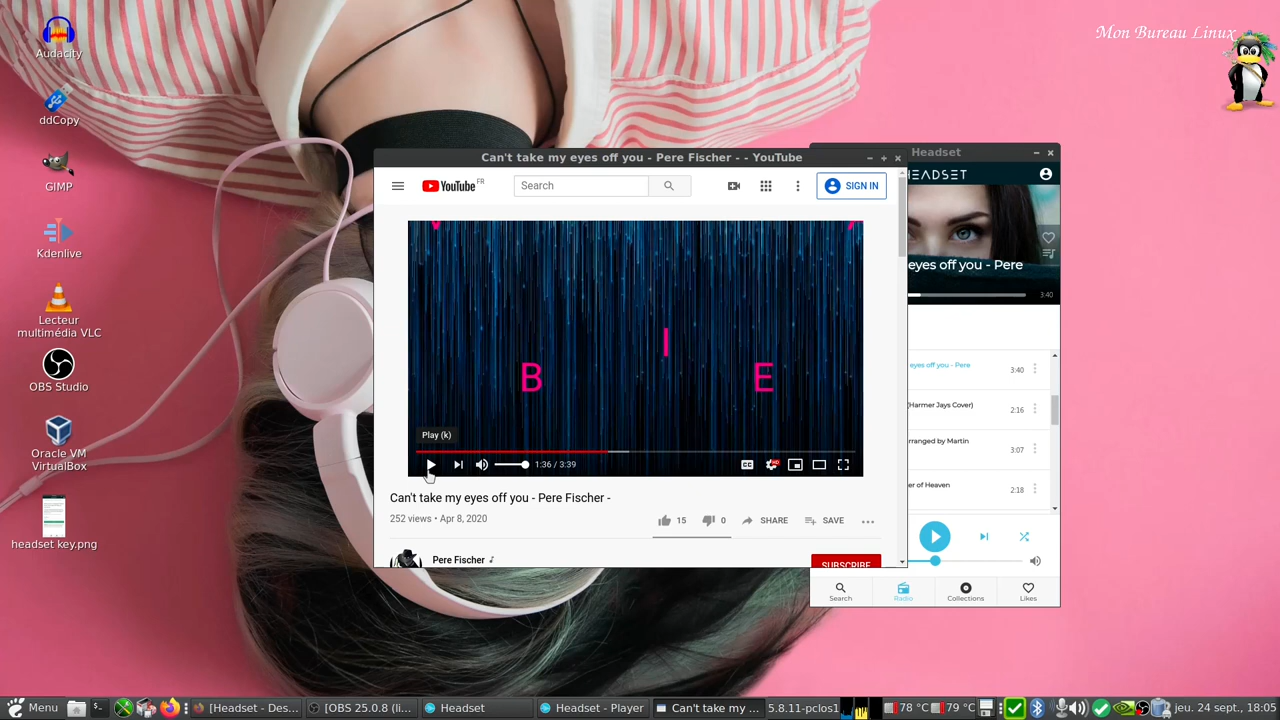 Mon Bureau Linux
Audacity
ddCopy
GIMP
Kdenlive
Lecteur
multimédia VLC
OBS Studio
Oracle VM
VirtualBox
headset key.png
Can't take my eyes off you - Pere Fischer - - YouTube
YouTube FR
Search
SIGN IN
B I E
Play (k)
1:36 / 3:39
CC
HD
Can't take my eyes off you - Pere Fischer -
252 views • Apr 8, 2020
15
0
SHARE
SAVE
Pere Fischer
SUBSCRIBE
Headset
HEADSET
eyes off you - Pere
3:40
eyes off you - Pere
3:40
(Harmer Jays Cover)
2:16
rranged by Martin
3:07
er of Heaven
2:18
Search
Radio
Collections
Likes
Menu
[Headset - Des...
[OBS 25.0.8 (li...
Headset
Headset - Player
Can't take my ...
5.8.11-pclos1
78 °C
79 °C
jeu. 24 sept., 18:05